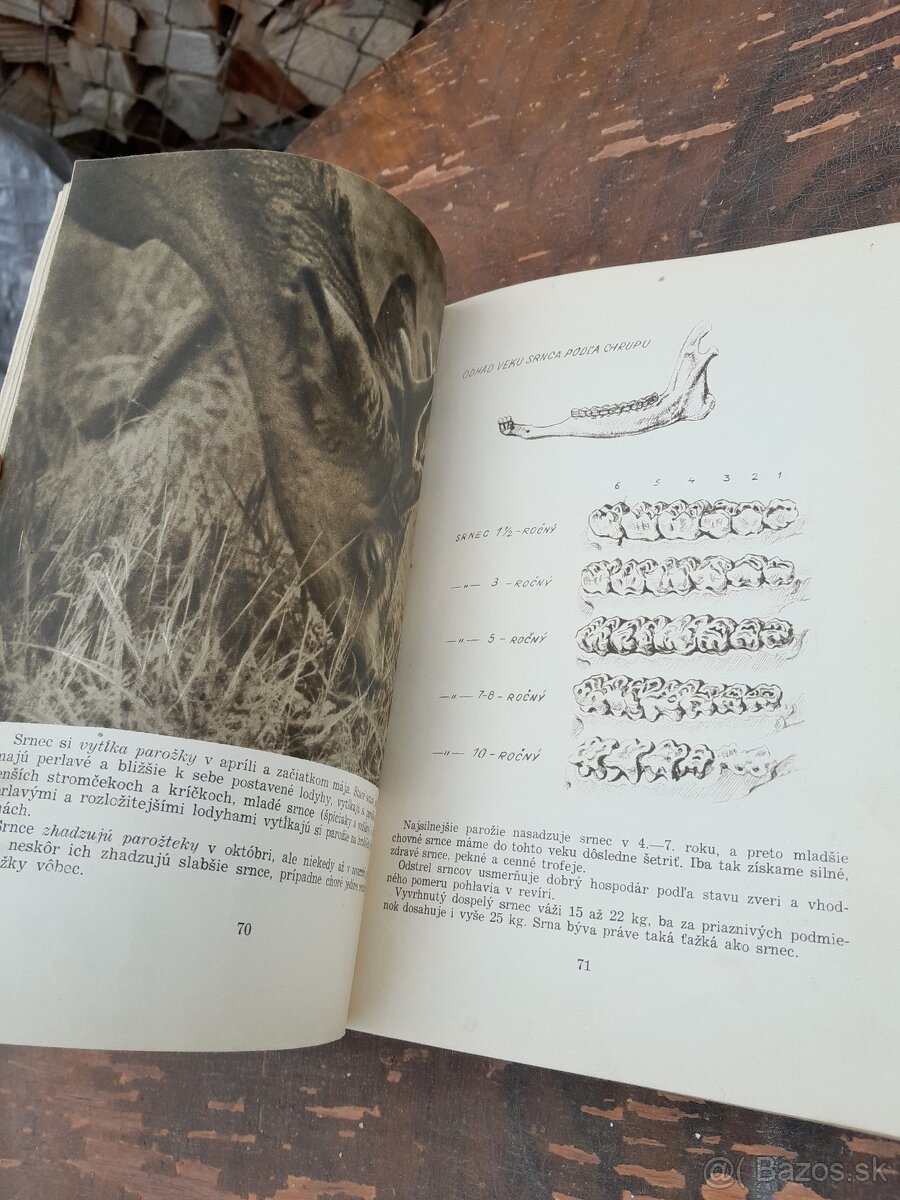 Srnec si vytĺka parožky v apríli a začiatkom mája.
majú perlavé a bližšie k sebe postavené lodyhy, vytĺkajú si
enších stromčekoch a kríčkoch, mladé srnce (špičiaky
rlavými a rozložitejšími lodyhami vytĺkajú si parožie
ách.
Srnce zhadzujú parožteky v októbri, ale niekedy až v
neskôr ich zhadzujú slabšie srnce, prípadne choré
žky vôbec.
70
ODHAD VEKU SRNCA PODĽA CHRUPU
6 5 4 3 2 1
SRNEC 1½-ROČNÝ
—"— 3-ROČNÝ
—"— 5-ROČNÝ
—"— 7-8-ROČNÝ
—"— 10-ROČNÝ
Najsilnejšie parožie nasadzuje srnec v 4.—7. roku, a preto mladšie
chovné srnce máme do tohto veku dôsledne šetriť. Iba tak získame silné,
zdravé srnce, pekné a cenné trofeje.
Odstrel srncov usmerňuje dobrý hospodár podľa stavu zveri a vhod-
ného pomeru pohlavia v revíri.
Vyvrhnutý dospelý srnec váži 15 až 22 kg, ba za priaznivých podmie-
nok dosahuje i vyše 25 kg. Srna býva práve taká ťažká ako srnec.
71
@( Bazos.sk